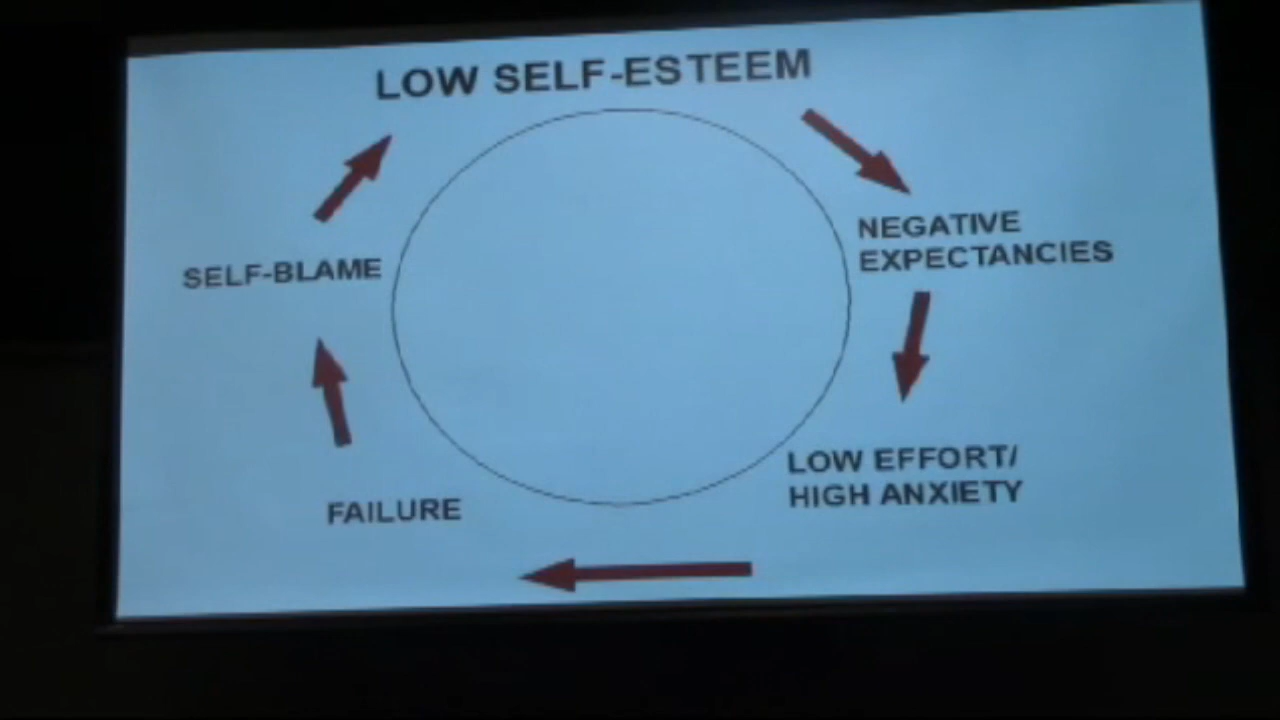 LOW SELF-ESTEEM
NEGATIVE
EXPECTANCIES
LOW EFFORT/
HIGH ANXIETY
FAILURE
SELF-BLAME